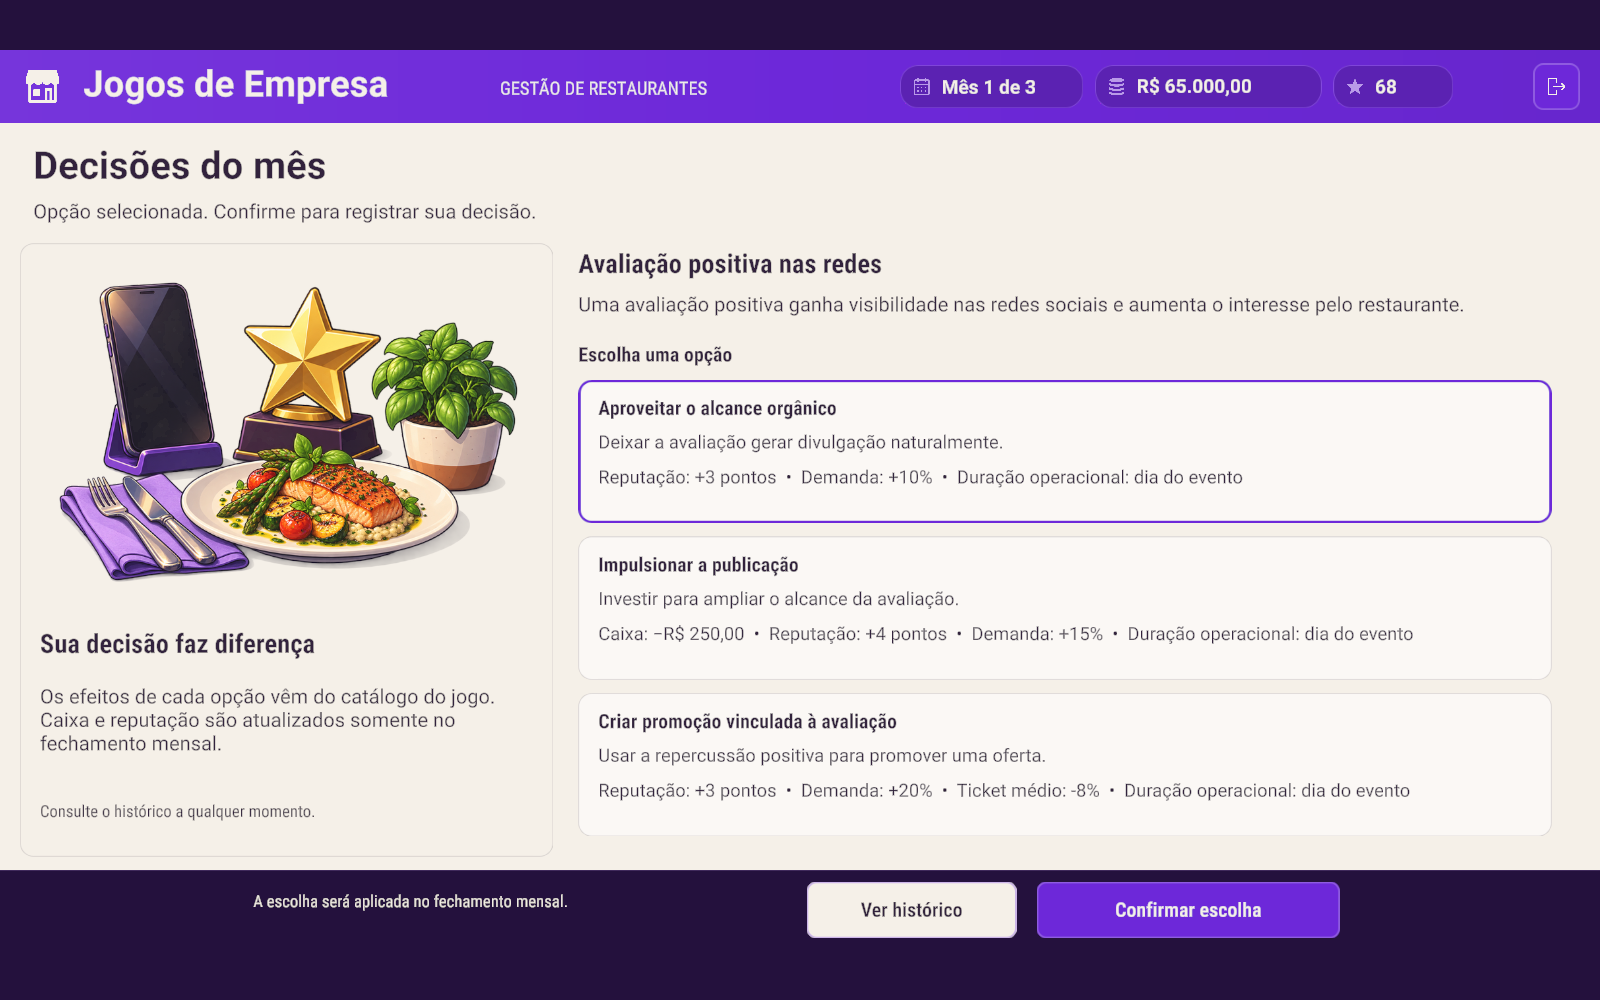 Jogos de Empresa
GESTÃO DE RESTAURANTES
Mês 1 de 3
R$ 65.000,00
68
Decisões do mês
Opção selecionada. Confirme para registrar sua decisão.
Sua decisão faz diferença
Os efeitos de cada opção vêm do catálogo do jogo.
Caixa e reputação são atualizados somente no
fechamento mensal.
Consulte o histórico a qualquer momento.
Avaliação positiva nas redes
Uma avaliação positiva ganha visibilidade nas redes sociais e aumenta o interesse pelo restaurante.
Escolha uma opção
Aproveitar o alcance orgânico
Deixar a avaliação gerar divulgação naturalmente.
Reputação: +3 pontos • Demanda: +10% • Duração operacional: dia do evento
Impulsionar a publicação
Investir para ampliar o alcance da avaliação.
Caixa: −R$ 250,00 • Reputação: +4 pontos • Demanda: +15% • Duração operacional: dia do evento
Criar promoção vinculada à avaliação
Usar a repercussão positiva para promover uma oferta.
Reputação: +3 pontos • Demanda: +20% • Ticket médio: -8% • Duração operacional: dia do evento
A escolha será aplicada no fechamento mensal.
Ver histórico
Confirmar escolha